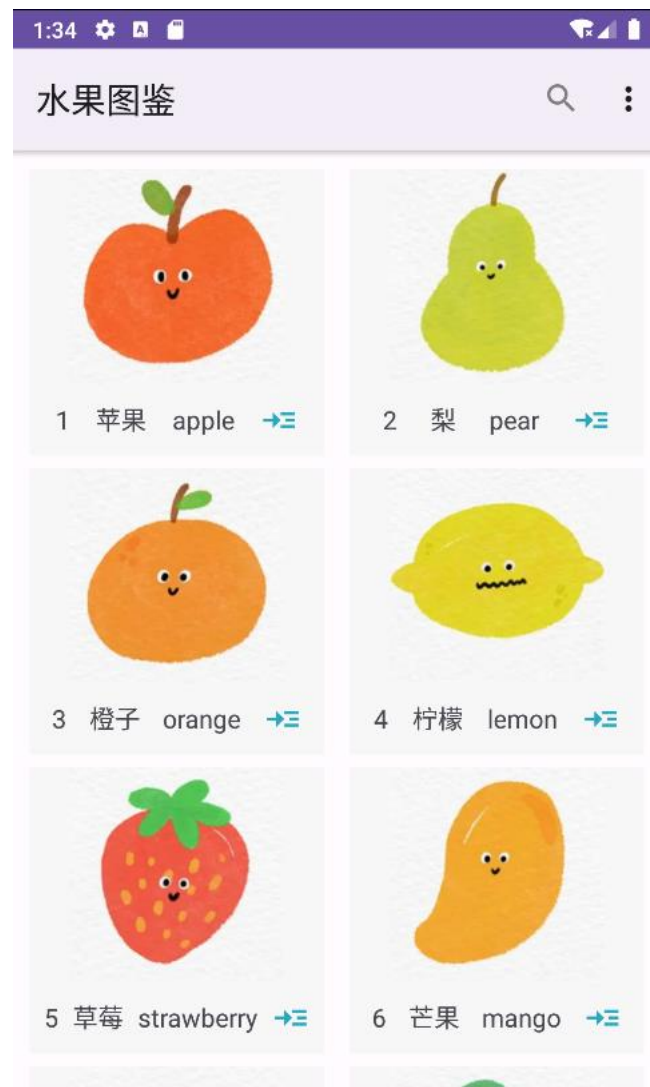 1:34
水果图鉴
1 苹果 apple
2 梨 pear
3 橙子 orange
4 柠檬 lemon
5 草莓 strawberry
6 芒果 mango